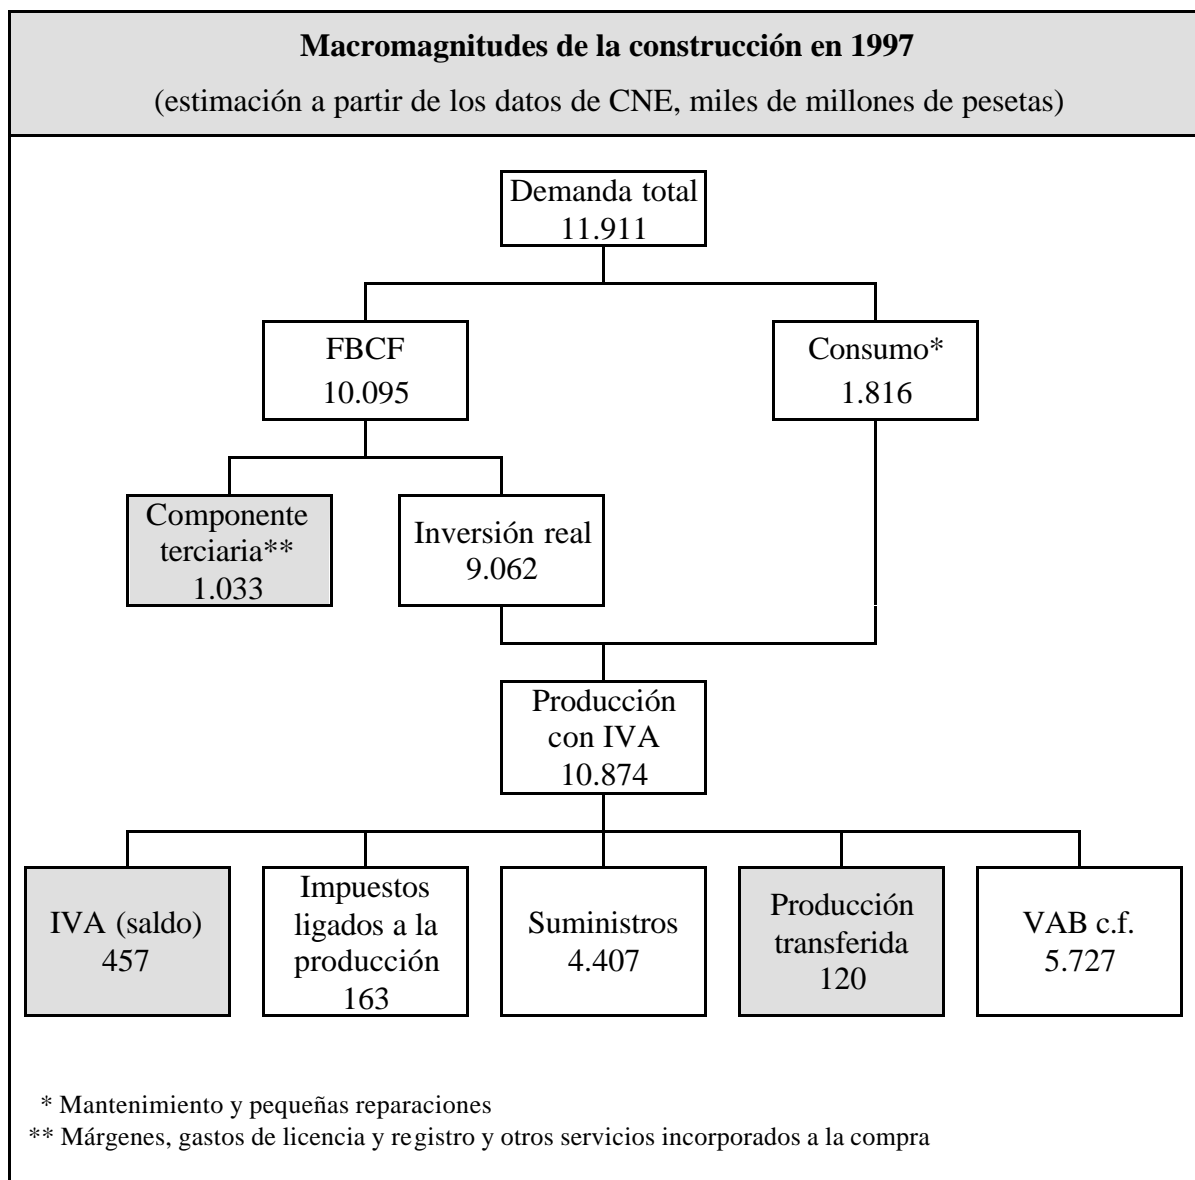 Macromagnitudes de la construcción en 1997
(estimación a partir de los datos de CNE, miles de millones de pesetas)
Demanda total
11.911
FBCF
10.095
Consumo*
1.816
Componente
terciaria**
1.033
Inversión real
9.062
Producción
con IVA
10.874
IVA (saldo)
457
Impuestos
ligados a la
producción
163
Suministros
4.407
Producción
transferida
120
VAB c.f.
5.727
* Mantenimiento y pequeñas reparaciones
** Márgenes, gastos de licencia y registro y otros servicios incorporados a la compra